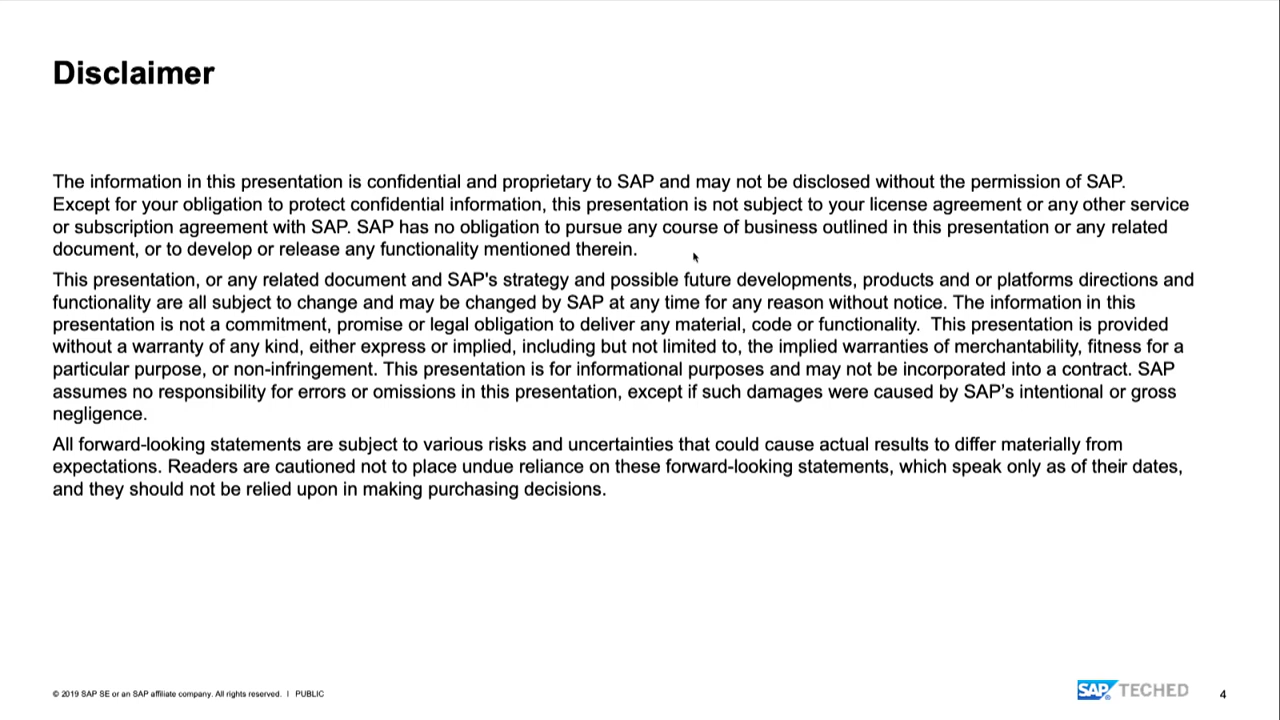 Disclaimer
The information in this presentation is confidential and proprietary to SAP and may not be disclosed without the permission of SAP.
Except for your obligation to protect confidential information, this presentation is not subject to your license agreement or any other service
or subscription agreement with SAP. SAP has no obligation to pursue any course of business outlined in this presentation or any related
document, or to develop or release any functionality mentioned therein.
This presentation, or any related document and SAP's strategy and possible future developments, products and or platforms directions and
functionality are all subject to change and may be changed by SAP at any time for any reason without notice. The information in this
presentation is not a commitment, promise or legal obligation to deliver any material, code or functionality.  This presentation is provided
without a warranty of any kind, either express or implied, including but not limited to, the implied warranties of merchantability, fitness for a
particular purpose, or non-infringement. This presentation is for informational purposes and may not be incorporated into a contract. SAP
assumes no responsibility for errors or omissions in this presentation, except if such damages were caused by SAP’s intentional or gross
negligence.
All forward-looking statements are subject to various risks and uncertainties that could cause actual results to differ materially from
expectations. Readers are cautioned not to place undue reliance on these forward-looking statements, which speak only as of their dates,
and they should not be relied upon in making purchasing decisions.
© 2019 SAP SE or an SAP affiliate company. All rights reserved. | PUBLIC
SAP TECHED
4